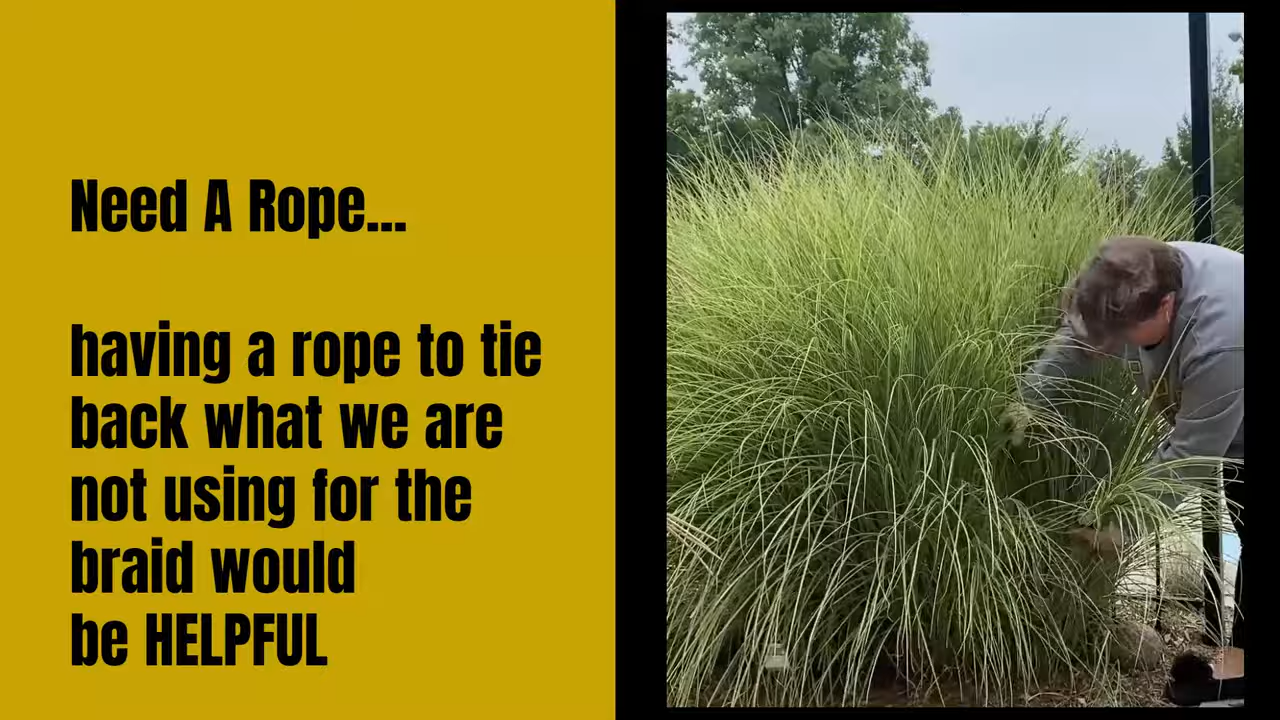 Need A Rope...
having a rope to tie
back what we are
not using for the
braid would
be HELPFUL